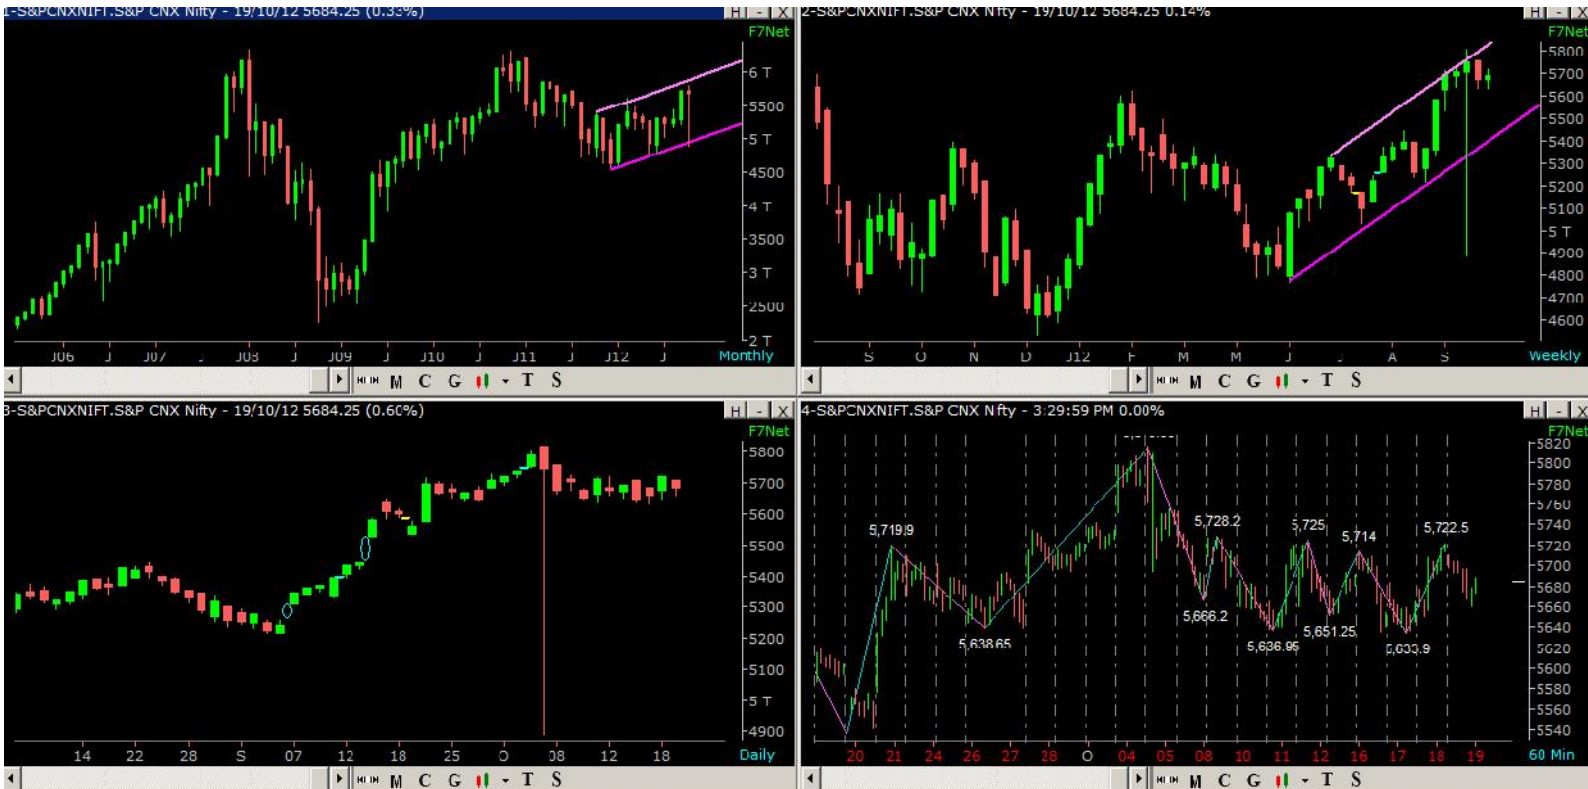 1-S&PCNXNIFT.S&P CNX Nifty - 19/10/12 5684.25 (0.33%)
H - X
F7Net
6 T
5500
5 T
4500
4 T
3500
3 T
2500
2 T
J06 J J07 J08 J J09 J J10 J J11 J J12 J
Monthly
M C G T S
2-S&PCNXNIFT.S&P CNX Nifty - 19/10/12 5684.25 0.14%
H - X
F7Net
5800
5700
5600
5500
5400
5300
5200
5100
5 T
4900
4800
4700
4600
S O N D J12 F M M J J A S
Weekly
M C G T S
3-S&PCNXNIFT.S&P CNX Nifty - 19/10/12 5684.25 (0.60%)
H - X
F7Net
5800
5700
5600
5500
5400
5300
5200
5100
5 T
4900
14 22 28 S 07 12 18 25 O 08 12 18
Daily
M C G T S
4-S&PCNXNIFT.S&P CNX Nifty - 3:29:59 PM 0.00%
H - X
F7Net
5820
5800
5780
5760
5740
5720
5700
5680
5660
5640
5620
5600
5580
5560
5540
5,719.9
5,638.65
5,728.2
5,666.2
5,636.95
5,725
5,651.25
5,714
5,722.5
20 21 24 26 27 28 O 04 05 08 10 11 12 16 17 18 19
60 Min
M C G T S